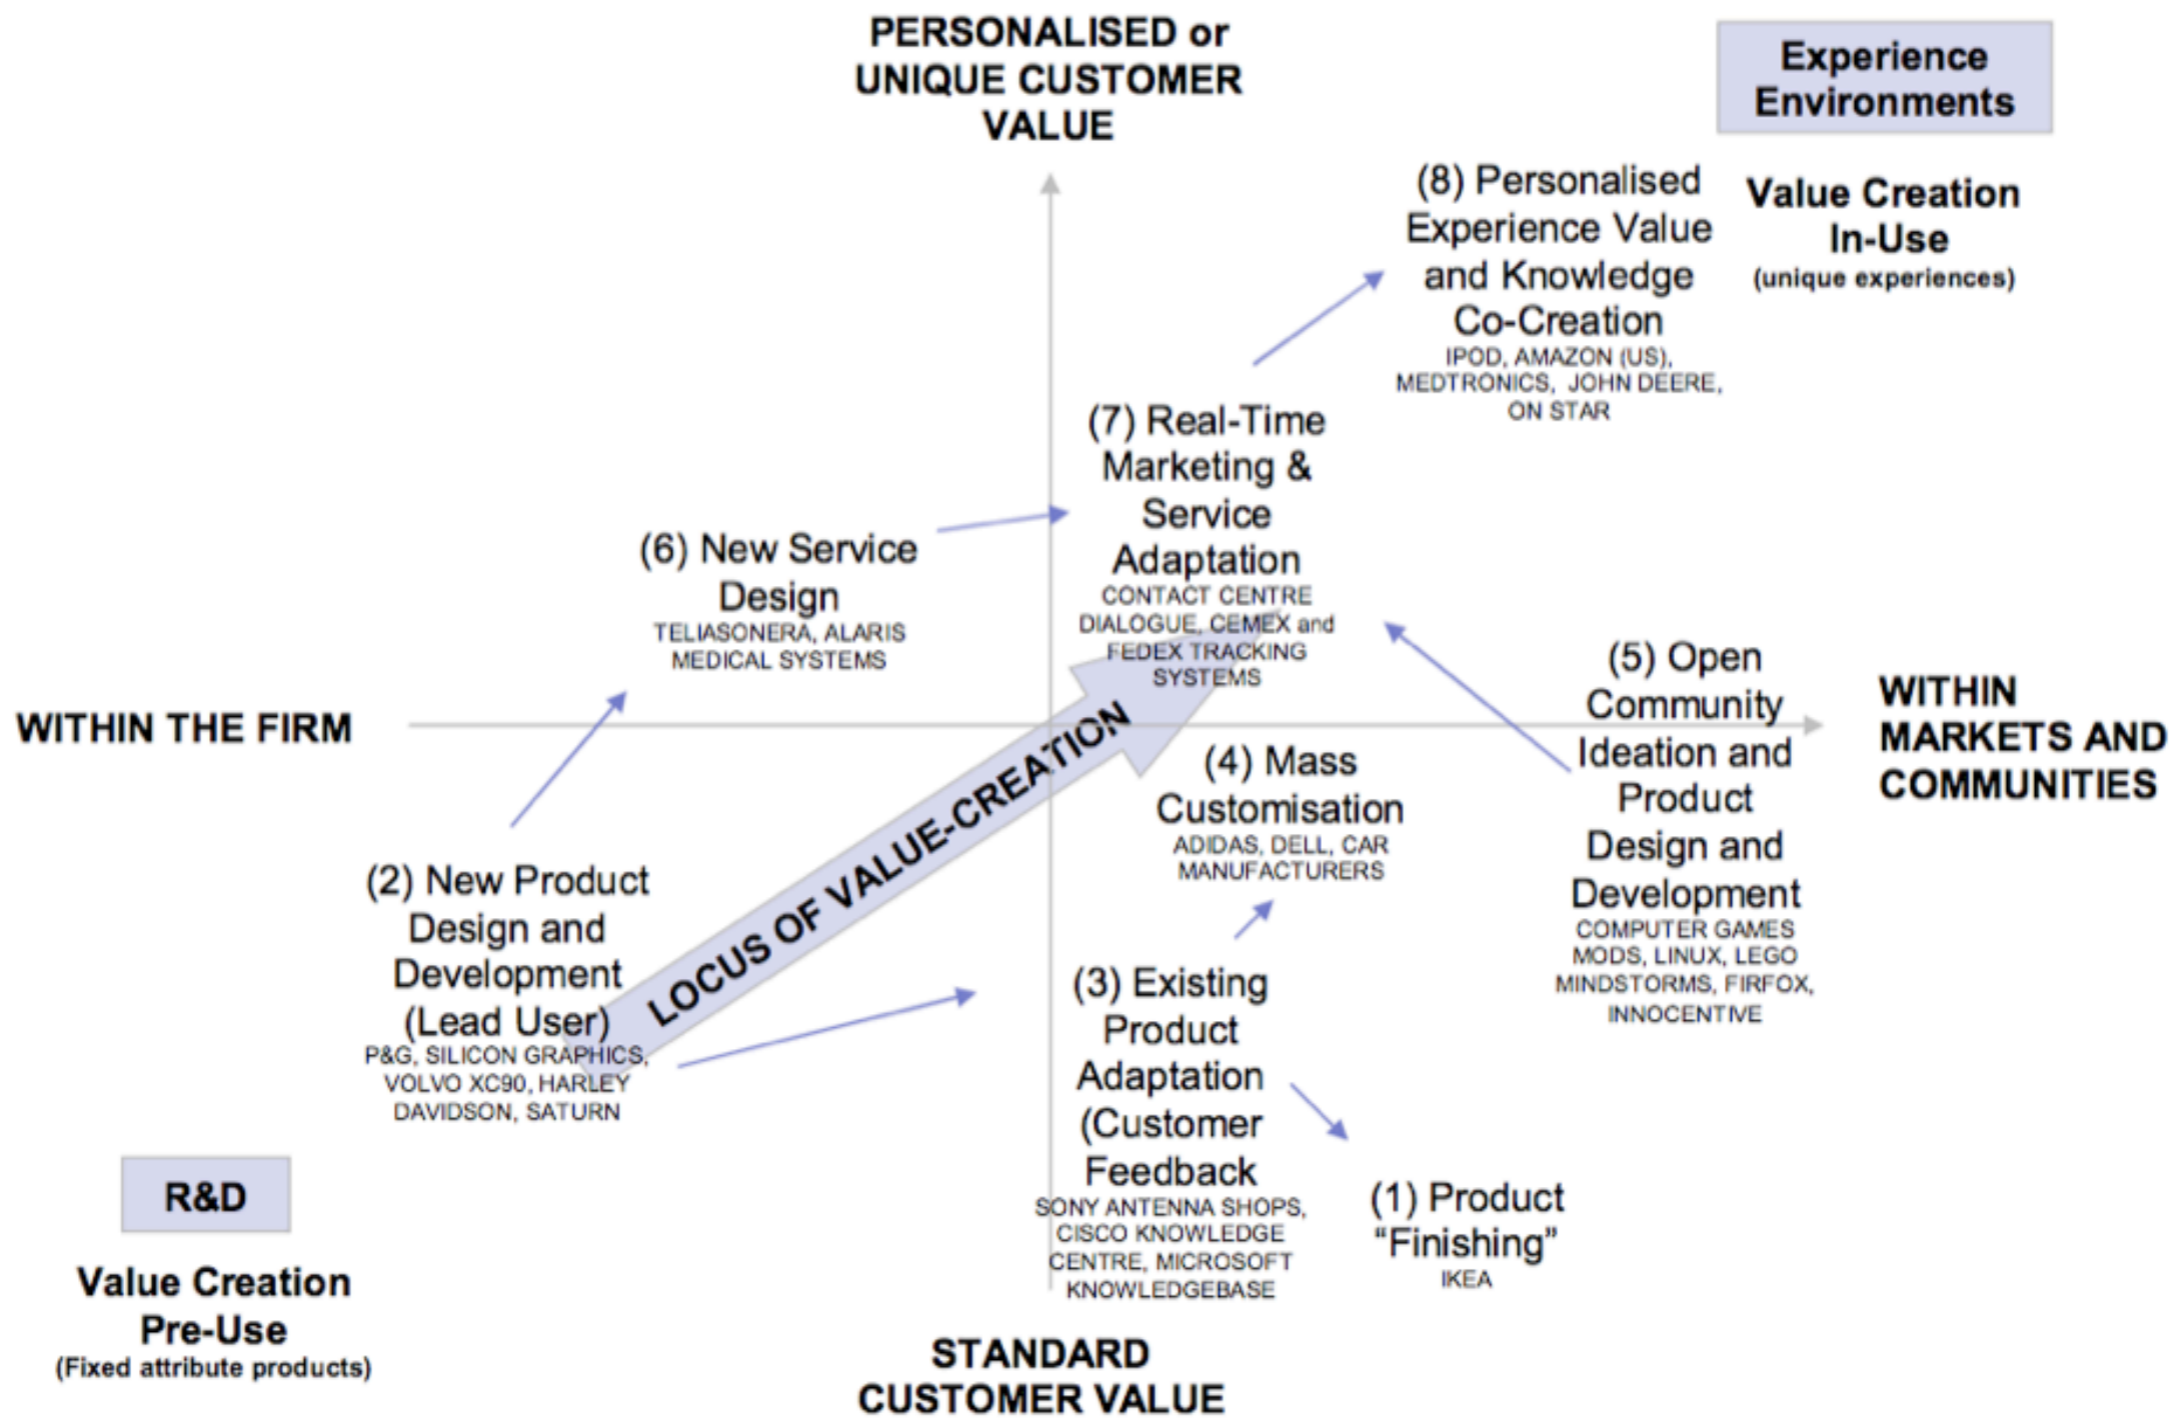 PERSONALISED or
UNIQUE CUSTOMER
VALUE
Experience
Environments
Value Creation
In-Use
(unique experiences)
(8) Personalised
Experience Value
and Knowledge
Co-Creation
IPOD, AMAZON (US),
MEDTRONICS, JOHN DEERE,
ON STAR
(7) Real-Time
Marketing &
Service
Adaptation
CONTACT CENTRE
DIALOGUE, CEMEX and
FEDEX TRACKING
SYSTEMS
(6) New Service
Design
TELIASONERA, ALARIS
MEDICAL SYSTEMS
WITHIN THE FIRM
WITHIN
MARKETS AND
COMMUNITIES
(5) Open
Community
Ideation and
Product
Design and
Development
COMPUTER GAMES
MODS, LINUX, LEGO
MINDSTORMS, FIRFOX,
INNOCENTIVE
LOCUS OF VALUE-CREATION
(4) Mass
Customisation
ADIDAS, DELL, CAR
MANUFACTURERS
(2) New Product
Design and
Development
(Lead User)
P&G, SILICON GRAPHICS,
VOLVO XC90, HARLEY
DAVIDSON, SATURN
(3) Existing
Product
Adaptation
(Customer
Feedback
SONY ANTENNA SHOPS,
CISCO KNOWLEDGE
CENTRE, MICROSOFT
KNOWLEDGEBASE
(1) Product
“Finishing”
IKEA
R&D
Value Creation
Pre-Use
(Fixed attribute products)
STANDARD
CUSTOMER VALUE